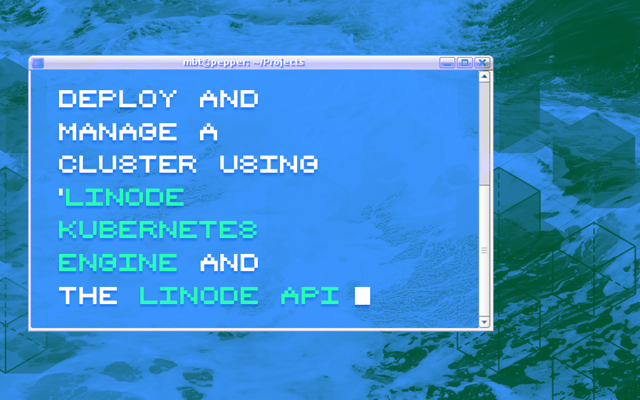 mbt@pepper: ~/Projects
DEPLOY AND
MANAGE A
CLUSTER USING
'LINODE
KUBERNETES
ENGINE AND
THE LINODE API